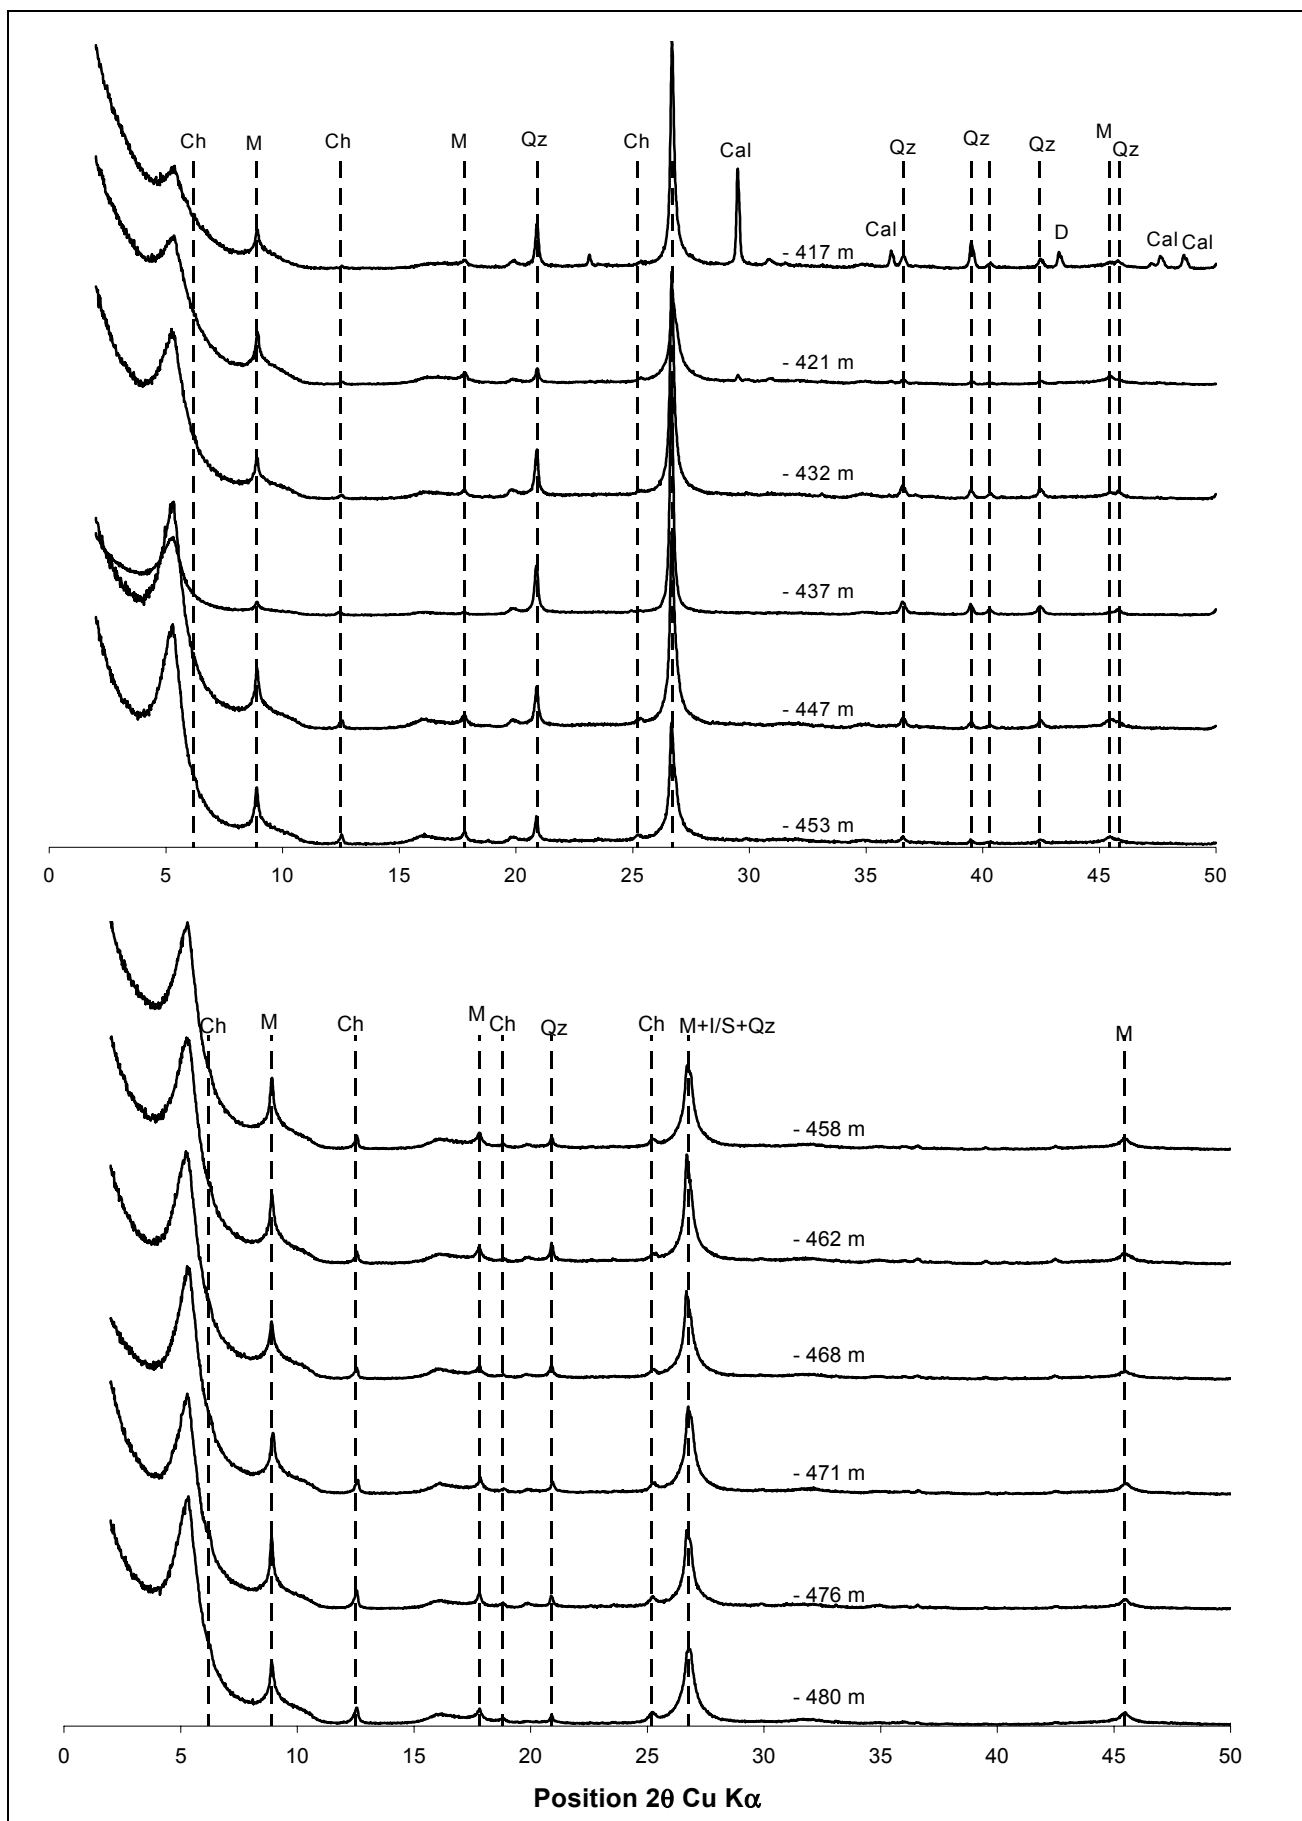 Ch M Ch M Qz Ch Cal Qz Qz Qz M Qz
Cal D Cal Cal
- 417 m
- 421 m
- 432 m
- 437 m
- 447 m
- 453 m
0 5 10 15 20 25 30 35 40 45 50
Ch M Ch M Ch Qz Ch M+I/S+Qz M
- 458 m
- 462 m
- 468 m
- 471 m
- 476 m
- 480 m
0 5 10 15 20 25 30 35 40 45 50
Position 2θ Cu Kα